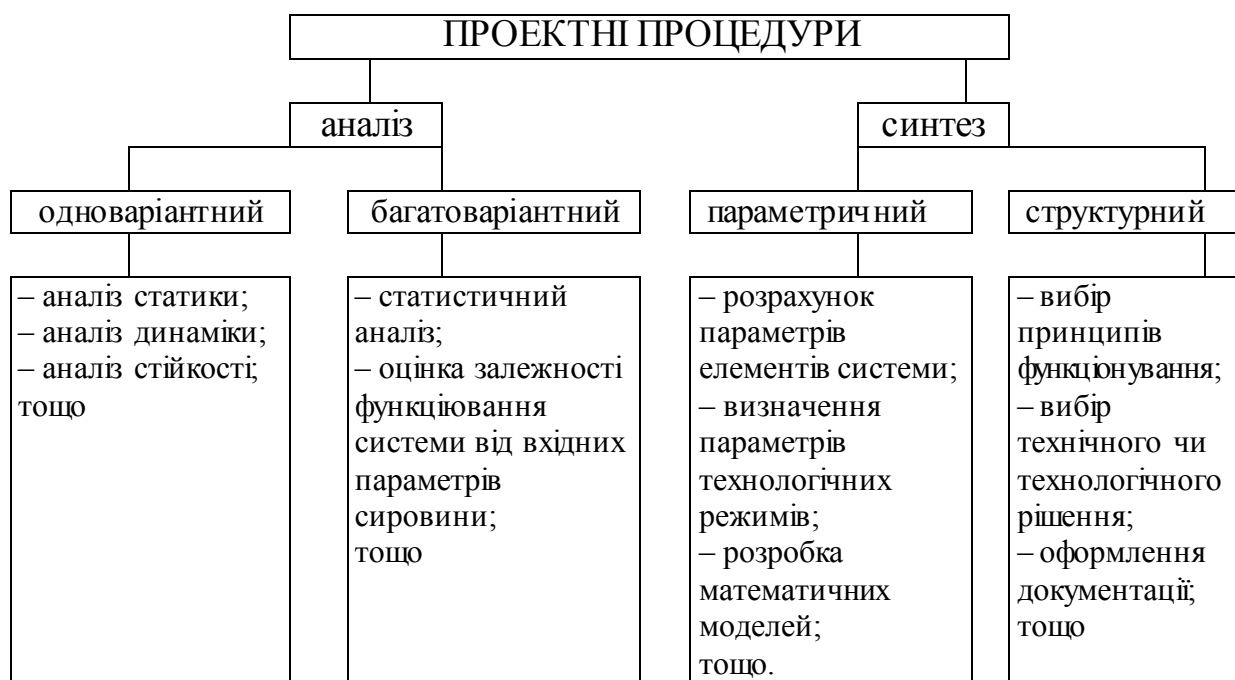 ПРОЕКТНІ ПРОЦЕДУРИ
аналіз
синтез
одноваріантний
багатоваріантний
параметричний
структурний
– аналіз статики;
– аналіз динаміки;
– аналіз стійкості;
тощо
– статистичний
аналіз;
– оцінка залежності
функціювання
системи від вхідних
параметрів
сировини;
тощо
– розрахунок
параметрів
елементів системи;
– визначення
параметрів
технологічних
режимів;
– розробка
математичних
моделей;
тощо.
– вибір
принципів
функціонування;
– вибір
технічного чи
технологічного
рішення;
– оформлення
документації;
тощо